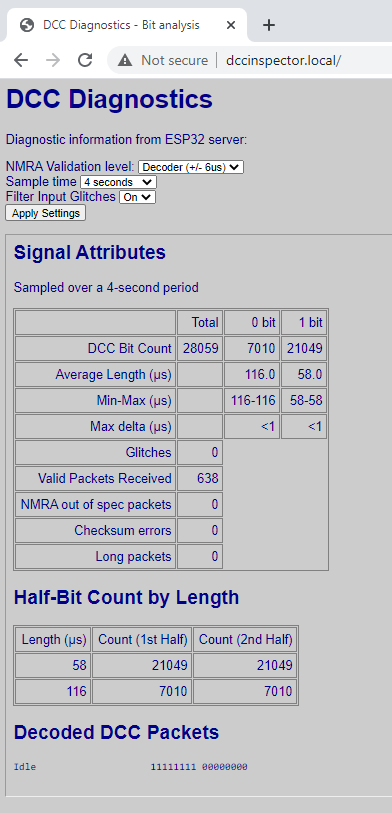 DCC Diagnostics - Bit analysis
Not secure | dccinspector.local/
DCC Diagnostics
Diagnostic information from ESP32 server:
NMRA Validation level: Decoder (+/- 6us)
Sample time 4 seconds
Filter Input Glitches On
Apply Settings
Signal Attributes
Sampled over a 4-second period
Total 0 bit 1 bit
DCC Bit Count 28059 7010 21049
Average Length (µs) 116.0 58.0
Min-Max (µs) 116-116 58-58
Max delta (µs) <1 <1
Glitches 0
Valid Packets Received 638
NMRA out of spec packets 0
Checksum errors 0
Long packets 0
Half-Bit Count by Length
Length (µs) Count (1st Half) Count (2nd Half)
58 21049 21049
116 7010 7010
Decoded DCC Packets
Idle 11111111 00000000